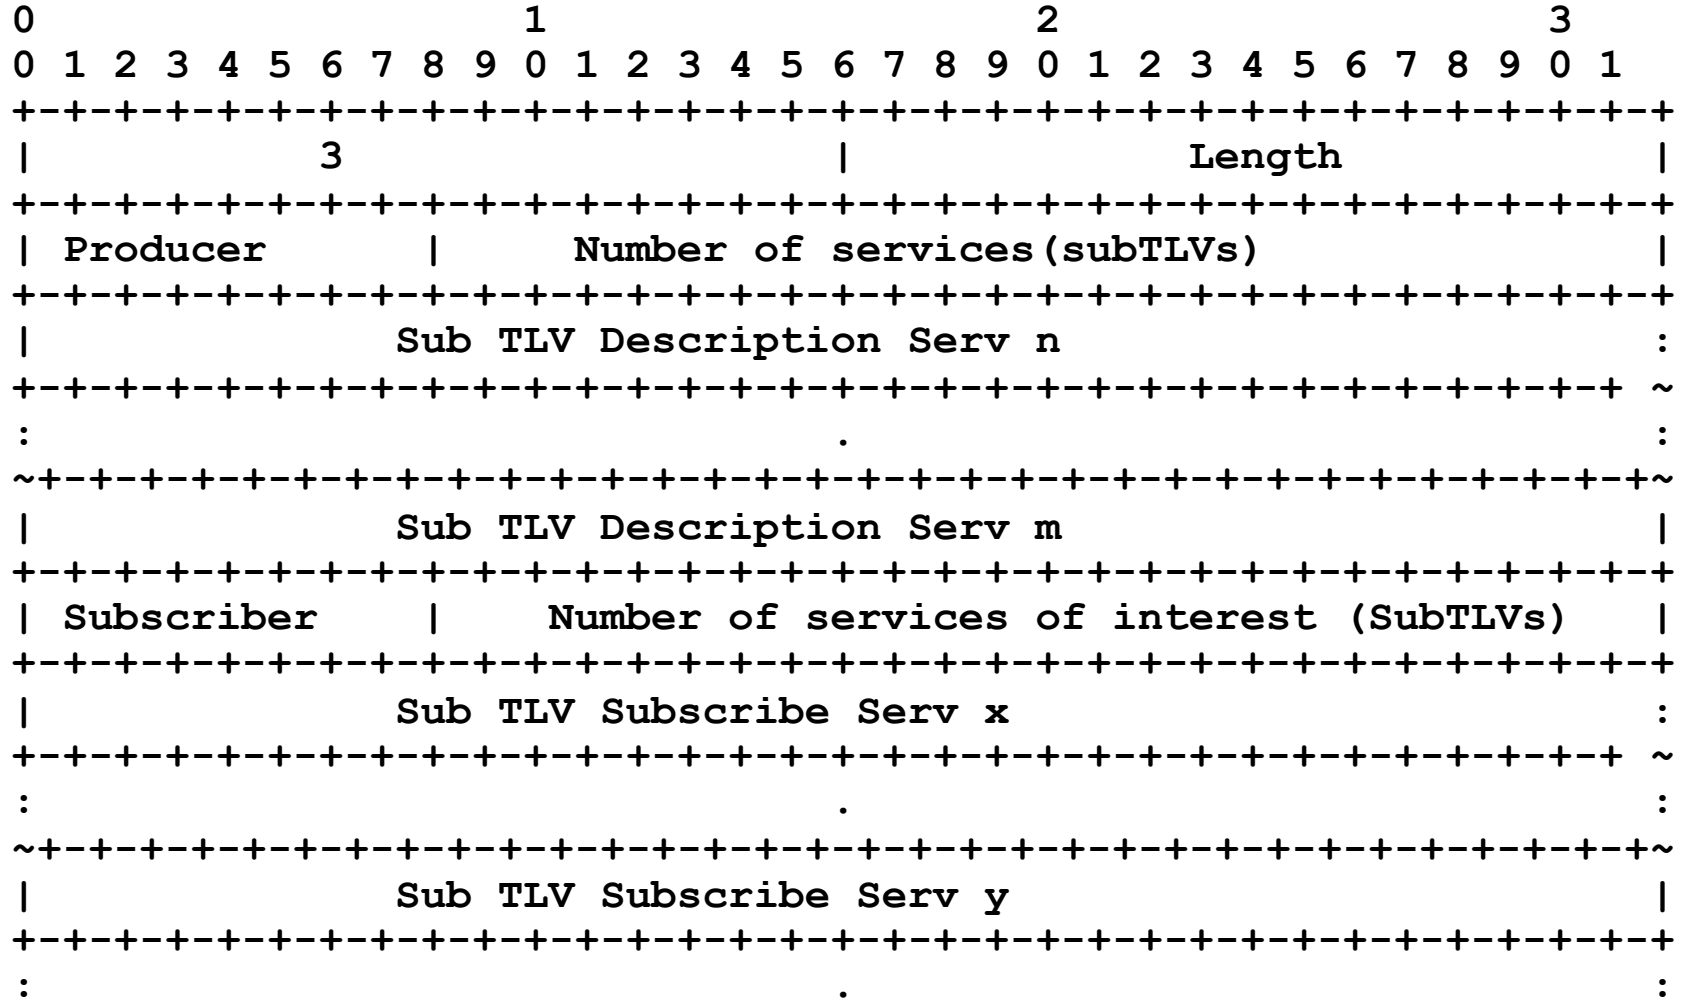 0                   1                   2                   3
0 1 2 3 4 5 6 7 8 9 0 1 2 3 4 5 6 7 8 9 0 1 2 3 4 5 6 7 8 9 0 1
+-+-+-+-+-+-+-+-+-+-+-+-+-+-+-+-+-+-+-+-+-+-+-+-+-+-+-+-+-+-+-+-+
|           3                   |             Length            |
+-+-+-+-+-+-+-+-+-+-+-+-+-+-+-+-+-+-+-+-+-+-+-+-+-+-+-+-+-+-+-+-+
| Producer      |     Number of services(subTLVs)               |
+-+-+-+-+-+-+-+-+-+-+-+-+-+-+-+-+-+-+-+-+-+-+-+-+-+-+-+-+-+-+-+-+
|              Sub TLV Description Serv n                       :
+-+-+-+-+-+-+-+-+-+-+-+-+-+-+-+-+-+-+-+-+-+-+-+-+-+-+-+-+-+-+-+ ~
:                               .                               :
~+-+-+-+-+-+-+-+-+-+-+-+-+-+-+-+-+-+-+-+-+-+-+-+-+-+-+-+-+-+-+-+~
|              Sub TLV Description Serv m                       |
+-+-+-+-+-+-+-+-+-+-+-+-+-+-+-+-+-+-+-+-+-+-+-+-+-+-+-+-+-+-+-+-+
| Subscriber    |    Number of services of interest (SubTLVs)   |
+-+-+-+-+-+-+-+-+-+-+-+-+-+-+-+-+-+-+-+-+-+-+-+-+-+-+-+-+-+-+-+-+
|              Sub TLV Subscribe Serv x                         :
+-+-+-+-+-+-+-+-+-+-+-+-+-+-+-+-+-+-+-+-+-+-+-+-+-+-+-+-+-+-+-+ ~
:                               .                               :
~+-+-+-+-+-+-+-+-+-+-+-+-+-+-+-+-+-+-+-+-+-+-+-+-+-+-+-+-+-+-+-+~
|              Sub TLV Subscribe Serv y                         |
+-+-+-+-+-+-+-+-+-+-+-+-+-+-+-+-+-+-+-+-+-+-+-+-+-+-+-+-+-+-+-+-+
:                               .                               :